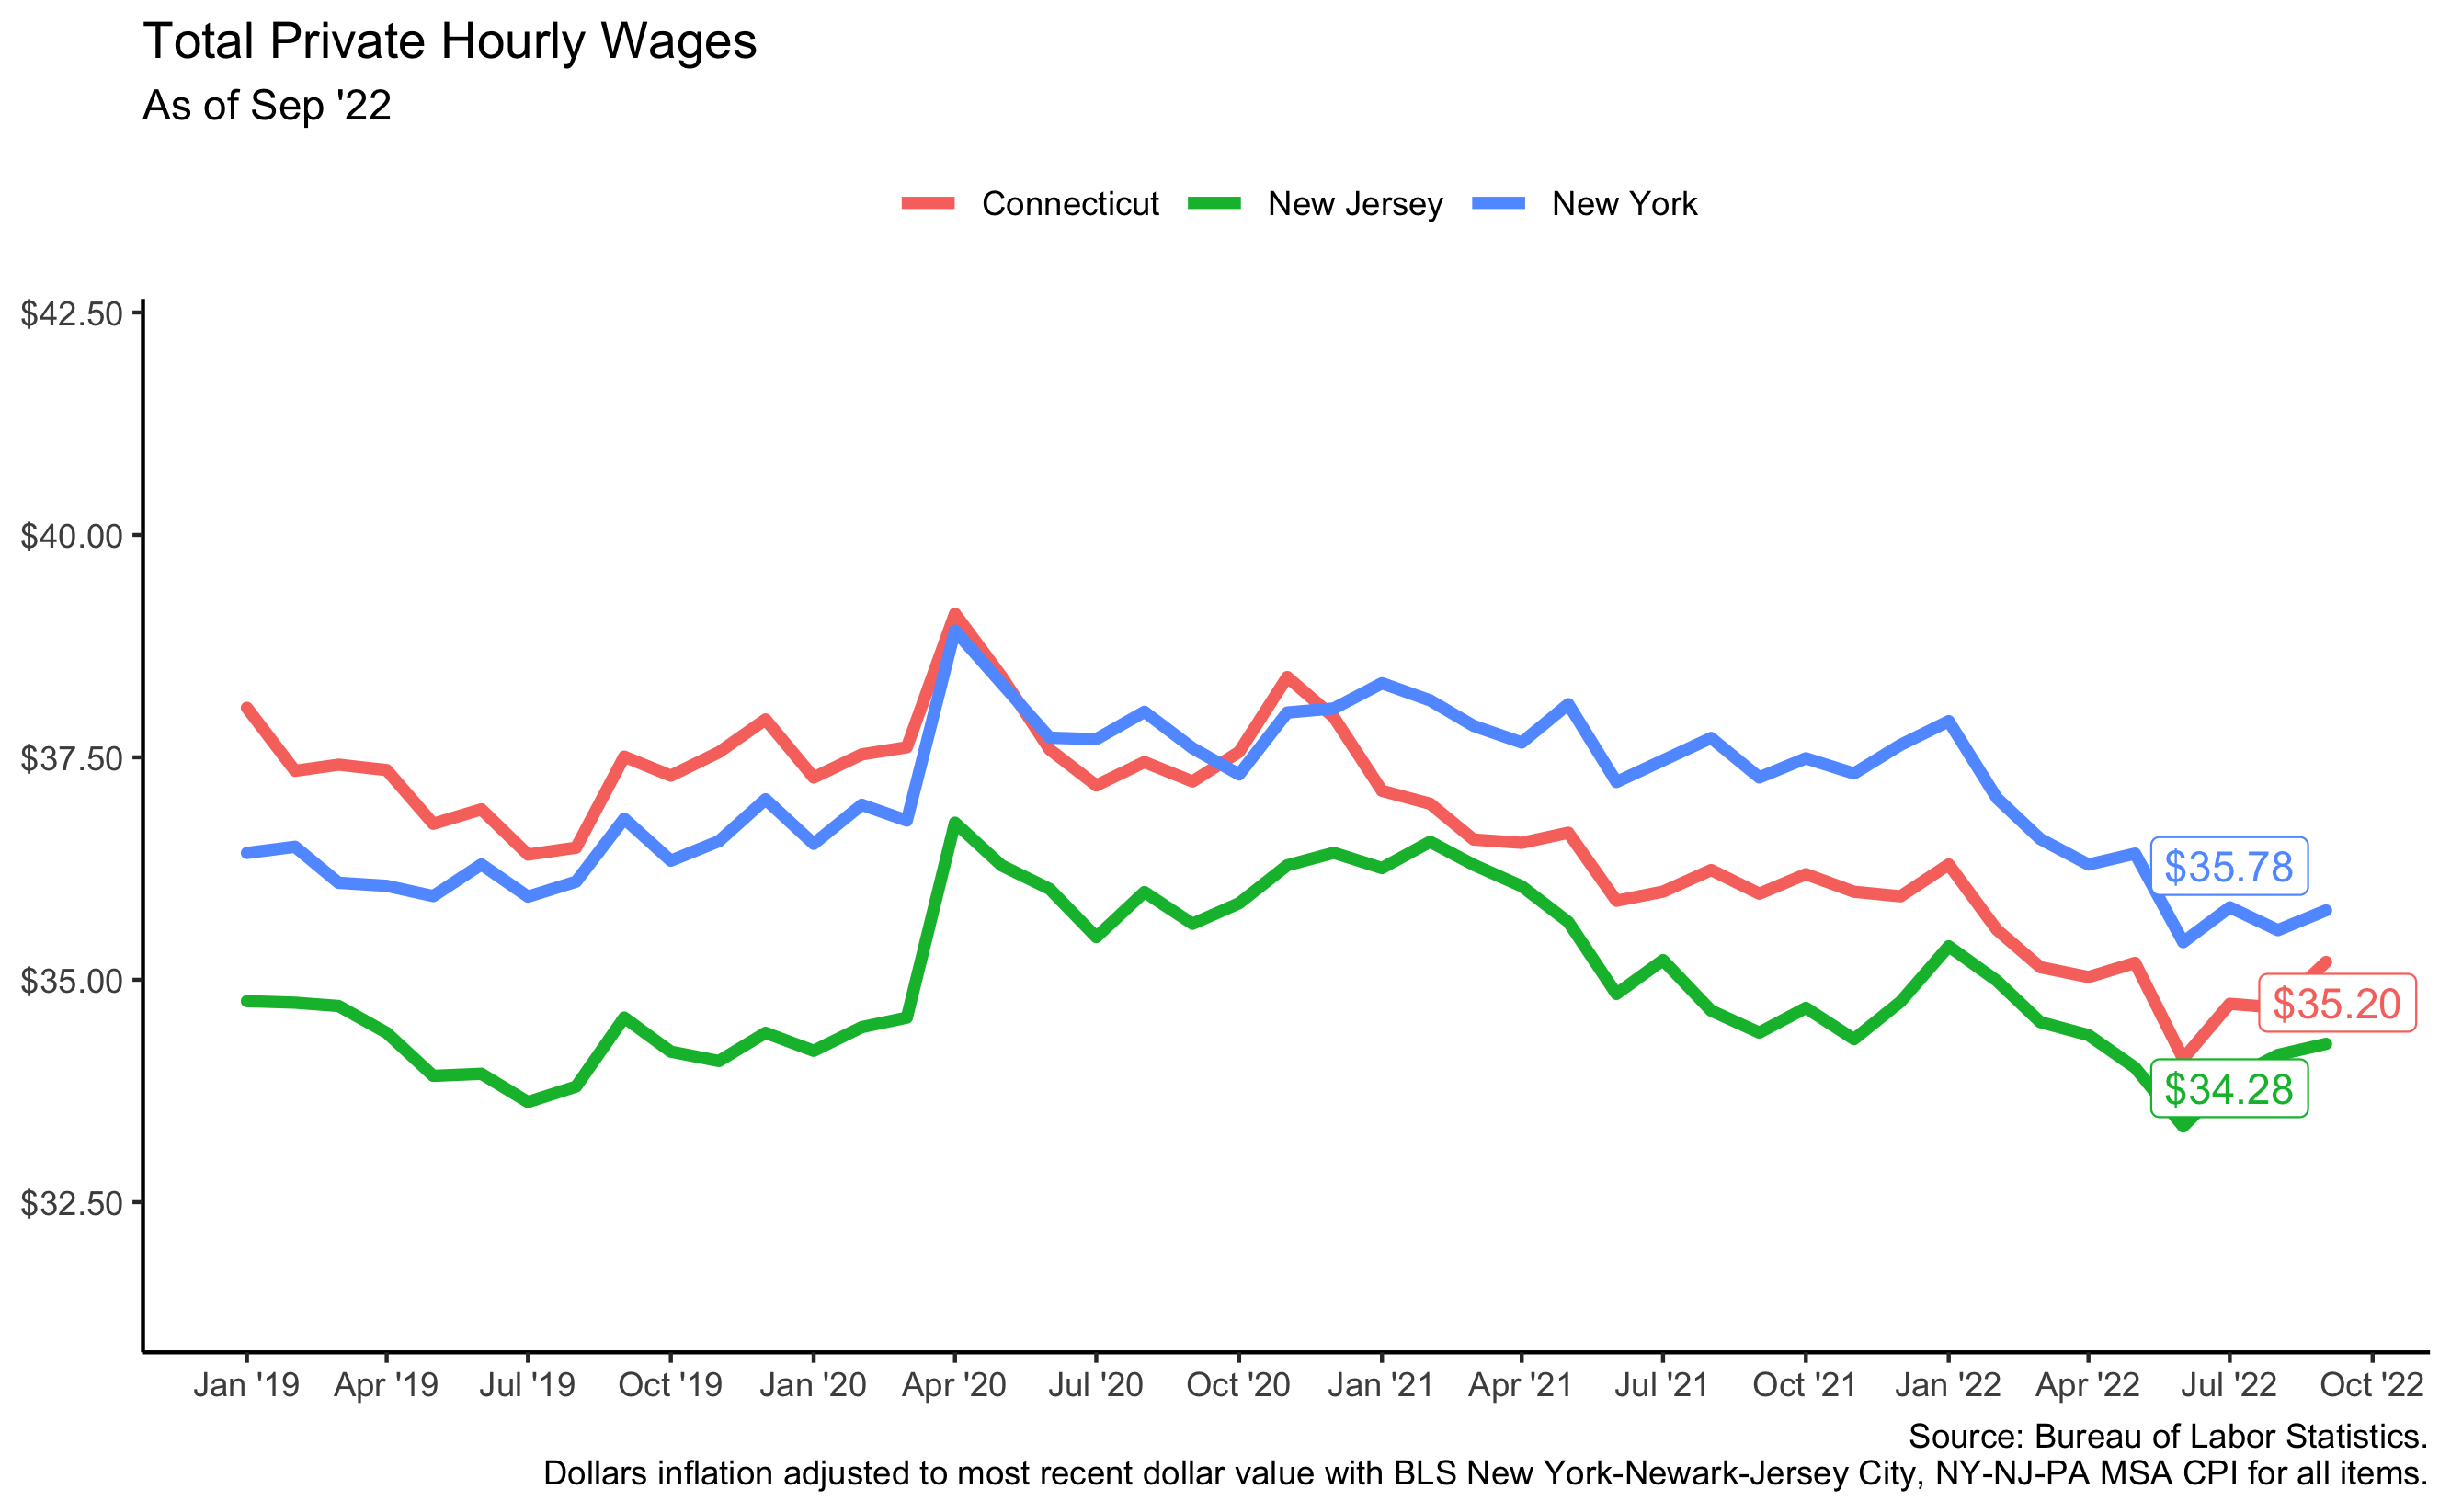 Total Private Hourly Wages
As of Sep '22
Connecticut New Jersey New York
$42.50
$40.00
$37.50
$35.00
$32.50
$35.78
$35.20
$34.28
Jan '19 Apr '19 Jul '19 Oct '19 Jan '20 Apr '20 Jul '20 Oct '20 Jan '21 Apr '21 Jul '21 Oct '21 Jan '22 Apr '22 Jul '22 Oct '22
Source: Bureau of Labor Statistics.
Dollars inflation adjusted to most recent dollar value with BLS New York-Newark-Jersey City, NY-NJ-PA MSA CPI for all items.